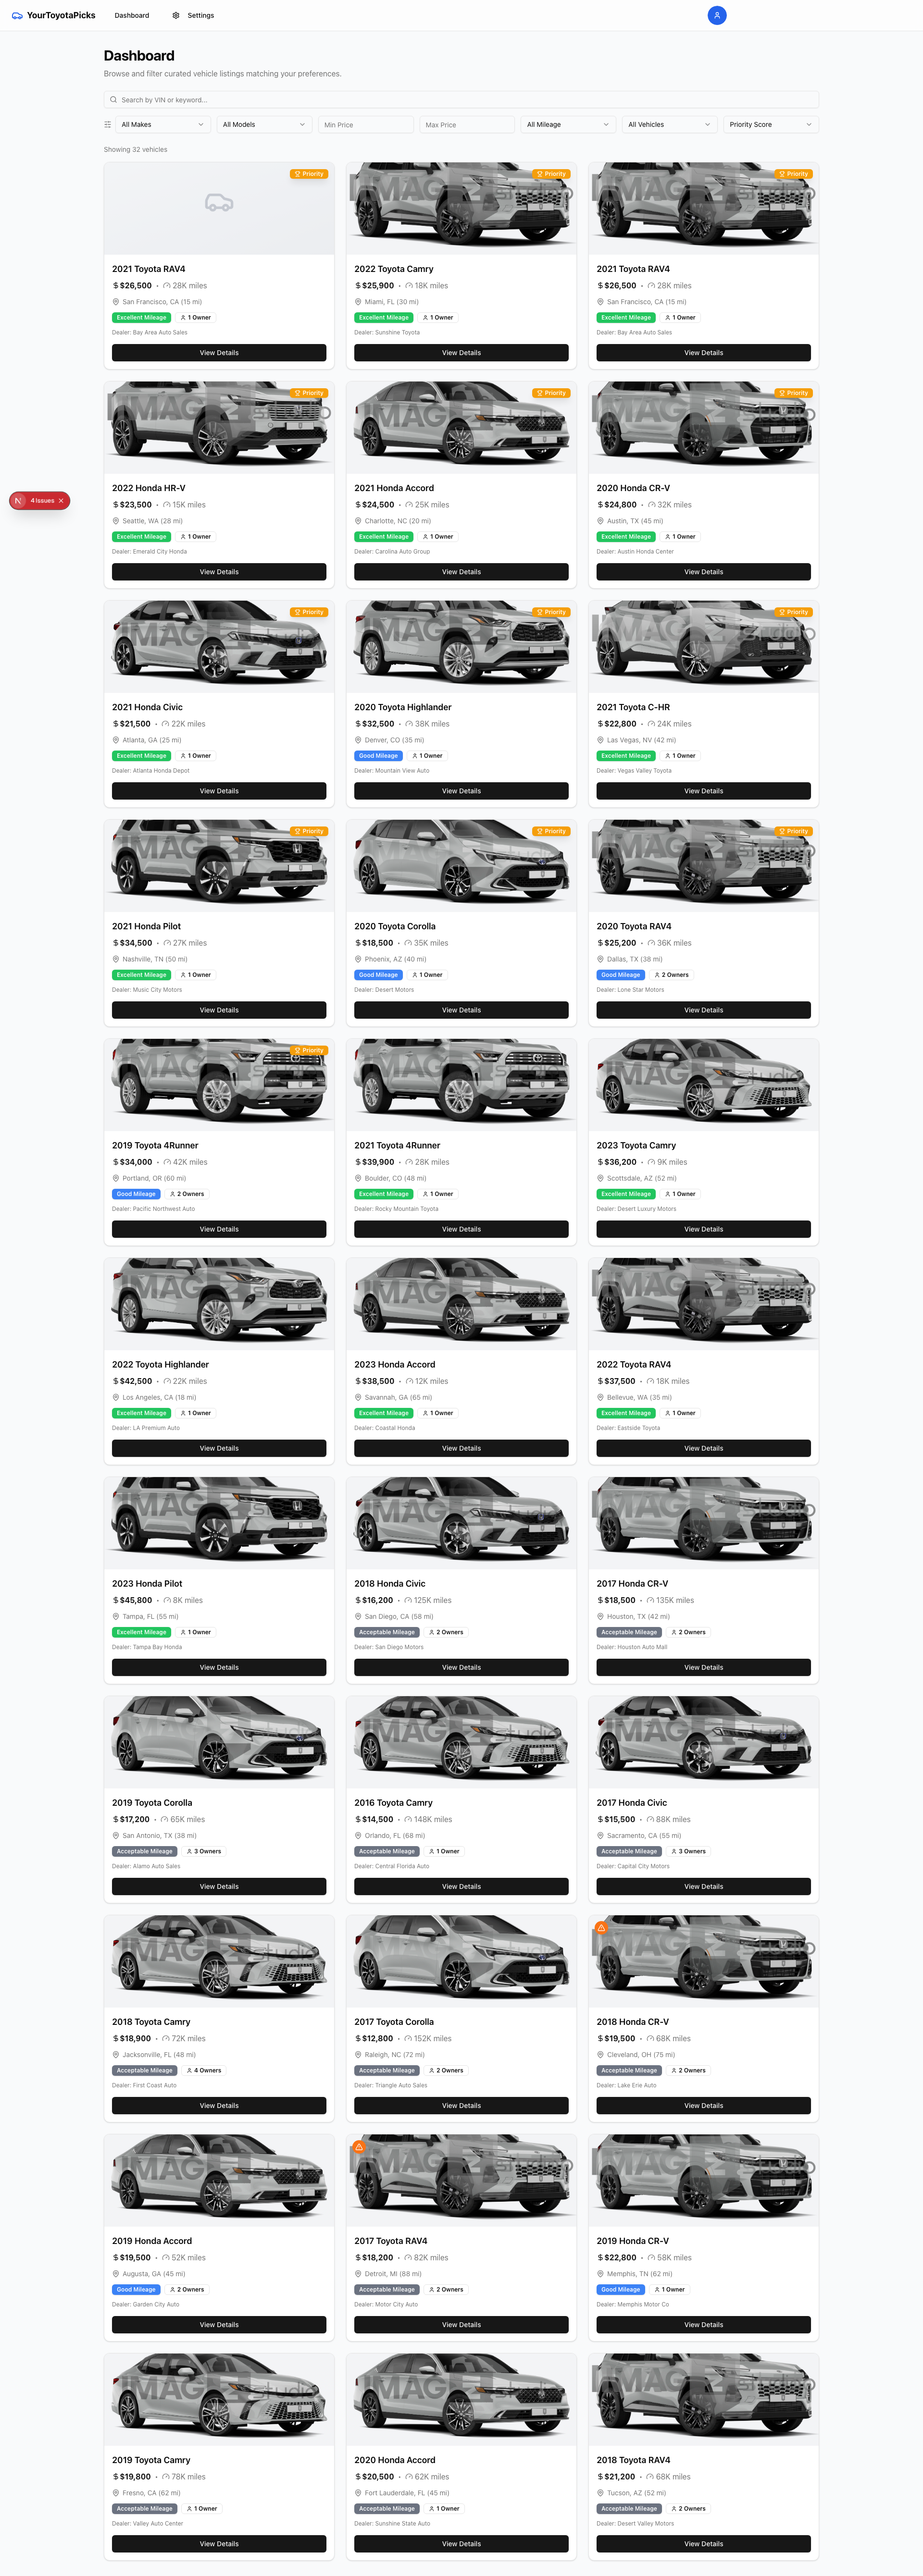 YourToyotaPicks Dashboard Settings
Dashboard
Browse and filter curated vehicle listings matching your preferences.
Search by VIN or keyword...
All Makes All Models Min Price Max Price All Mileage All Vehicles Priority Score
Showing 32 vehicles
Priority IMAG Priority IMAG Priority
2021 Toyota RAV4 2022 Toyota Camry 2021 Toyota RAV4
$26,500 • 28K miles $25,900 • 18K miles $26,500 • 28K miles
San Francisco, CA (15 mi) Miami, FL (30 mi) San Francisco, CA (15 mi)
Excellent Mileage 1 Owner Excellent Mileage 1 Owner Excellent Mileage 1 Owner
Dealer: Bay Area Auto Sales Dealer: Sunshine Toyota Dealer: Bay Area Auto Sales
View Details View Details View Details
IMAG Priority IMAG Priority IMAG Priority
2022 Honda HR-V 2021 Honda Accord 2020 Honda CR-V
$23,500 • 15K miles $24,500 • 25K miles $24,800 • 32K miles
Seattle, WA (28 mi) Charlotte, NC (20 mi) Austin, TX (45 mi)
4 Issues
Excellent Mileage 1 Owner Excellent Mileage 1 Owner Excellent Mileage 1 Owner
Dealer: Emerald City Honda Dealer: Carolina Auto Group Dealer: Austin Honda Center
View Details View Details View Details
IMAG Priority IMAG Priority IMAG Priority
2021 Honda Civic 2020 Toyota Highlander 2021 Toyota C-HR
$21,500 • 22K miles $32,500 • 38K miles $22,800 • 24K miles
Atlanta, GA (25 mi) Denver, CO (35 mi) Las Vegas, NV (42 mi)
Excellent Mileage 1 Owner Good Mileage 1 Owner Excellent Mileage 1 Owner
Dealer: Atlanta Honda Depot Dealer: Mountain View Auto Dealer: Vegas Valley Toyota
View Details View Details View Details
IMAG Priority IMAG Priority IMAG Priority
2021 Honda Pilot 2020 Toyota Corolla 2020 Toyota RAV4
$34,500 • 27K miles $18,500 • 35K miles $25,200 • 36K miles
Nashville, TN (50 mi) Phoenix, AZ (40 mi) Dallas, TX (38 mi)
Excellent Mileage 1 Owner Good Mileage 1 Owner Good Mileage 2 Owners
Dealer: Music City Motors Dealer: Desert Motors Dealer: Lone Star Motors
View Details View Details View Details
IMAG Priority IMAG IMAG
2019 Toyota 4Runner 2021 Toyota 4Runner 2023 Toyota Camry
$34,000 • 42K miles $39,900 • 28K miles $36,200 • 9K miles
Portland, OR (60 mi) Boulder, CO (48 mi) Scottsdale, AZ (52 mi)
Good Mileage 2 Owners Excellent Mileage 1 Owner Excellent Mileage 1 Owner
Dealer: Pacific Northwest Auto Dealer: Rocky Mountain Toyota Dealer: Desert Luxury Motors
View Details View Details View Details
IMAG IMAG IMAG
2022 Toyota Highlander 2023 Honda Accord 2022 Toyota RAV4
$42,500 • 22K miles $38,500 • 12K miles $37,500 • 18K miles
Los Angeles, CA (18 mi) Savannah, GA (65 mi) Bellevue, WA (35 mi)
Excellent Mileage 1 Owner Excellent Mileage 1 Owner Excellent Mileage 1 Owner
Dealer: LA Premium Auto Dealer: Coastal Honda Dealer: Eastside Toyota
View Details View Details View Details
IMAG IMAG IMAG
2023 Honda Pilot 2018 Honda Civic 2017 Honda CR-V
$45,800 • 8K miles $16,200 • 125K miles $18,500 • 135K miles
Tampa, FL (55 mi) San Diego, CA (58 mi) Houston, TX (42 mi)
Excellent Mileage 1 Owner Acceptable Mileage 2 Owners Acceptable Mileage 2 Owners
Dealer: Tampa Bay Honda Dealer: San Diego Motors Dealer: Houston Auto Mall
View Details View Details View Details
IMAG IMAG IMAG
2019 Toyota Corolla 2016 Toyota Camry 2017 Honda Civic
$17,200 • 65K miles $14,500 • 148K miles $15,500 • 88K miles
San Antonio, TX (38 mi) Orlando, FL (68 mi) Sacramento, CA (55 mi)
Acceptable Mileage 3 Owners Acceptable Mileage 1 Owner Acceptable Mileage 3 Owners
Dealer: Alamo Auto Sales Dealer: Central Florida Auto Dealer: Capital City Motors
View Details View Details View Details
IMAG IMAG IMAG
2018 Toyota Camry 2017 Toyota Corolla 2018 Honda CR-V
$18,900 • 72K miles $12,800 • 152K miles $19,500 • 68K miles
Jacksonville, FL (48 mi) Raleigh, NC (72 mi) Cleveland, OH (75 mi)
Acceptable Mileage 4 Owners Acceptable Mileage 2 Owners Acceptable Mileage 2 Owners
Dealer: First Coast Auto Dealer: Triangle Auto Sales Dealer: Lake Erie Auto
View Details View Details View Details
IMAG IMAG IMAG
2019 Honda Accord 2017 Toyota RAV4 2019 Honda CR-V
$19,500 • 52K miles $18,200 • 82K miles $22,800 • 58K miles
Augusta, GA (45 mi) Detroit, MI (88 mi) Memphis, TN (62 mi)
Good Mileage 2 Owners Acceptable Mileage 2 Owners Good Mileage 1 Owner
Dealer: Garden City Auto Dealer: Motor City Auto Dealer: Memphis Motor Co
View Details View Details View Details
IMAG IMAG IMAG
2019 Toyota Camry 2020 Honda Accord 2018 Toyota RAV4
$19,800 • 78K miles $20,500 • 62K miles $21,200 • 68K miles
Fresno, CA (62 mi) Fort Lauderdale, FL (45 mi) Tucson, AZ (52 mi)
Acceptable Mileage 1 Owner Acceptable Mileage 1 Owner Acceptable Mileage 2 Owners
Dealer: Valley Auto Center Dealer: Sunshine State Auto Dealer: Desert Valley Motors
View Details View Details View Details